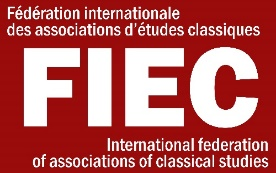 Fédération internationale
des associations d'études classiques
FIEC
International federation
of associations of classical studies